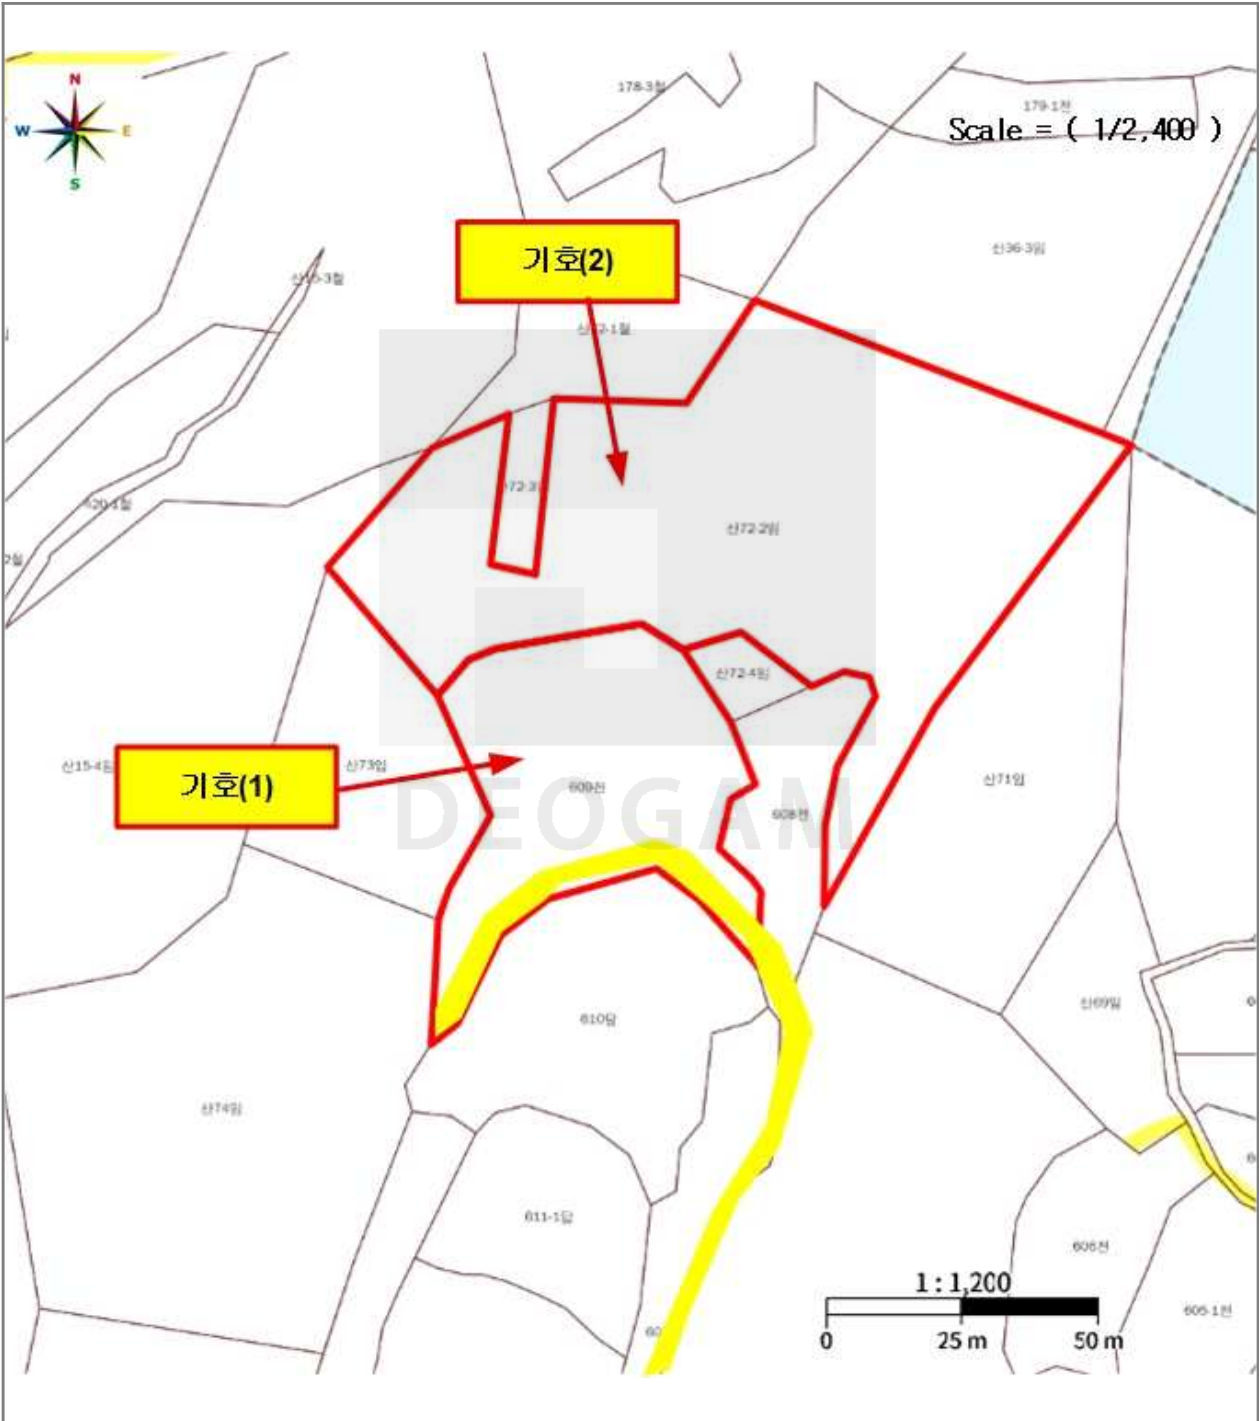 N
W E
S
178-3철
179-1전
Scale = ( 1/2,400 )
산36-3임
기호(2)
산15-3철
산72-1철
420-1철
2철
산72-2임
산72-4임
산15-4임
산73임
기호(1)
609전
608전
산71임
DEOGAM
산69임
610답
산74임
611-1답
606전
605-1전
60
1 : 1,200
0 25 m 50 m